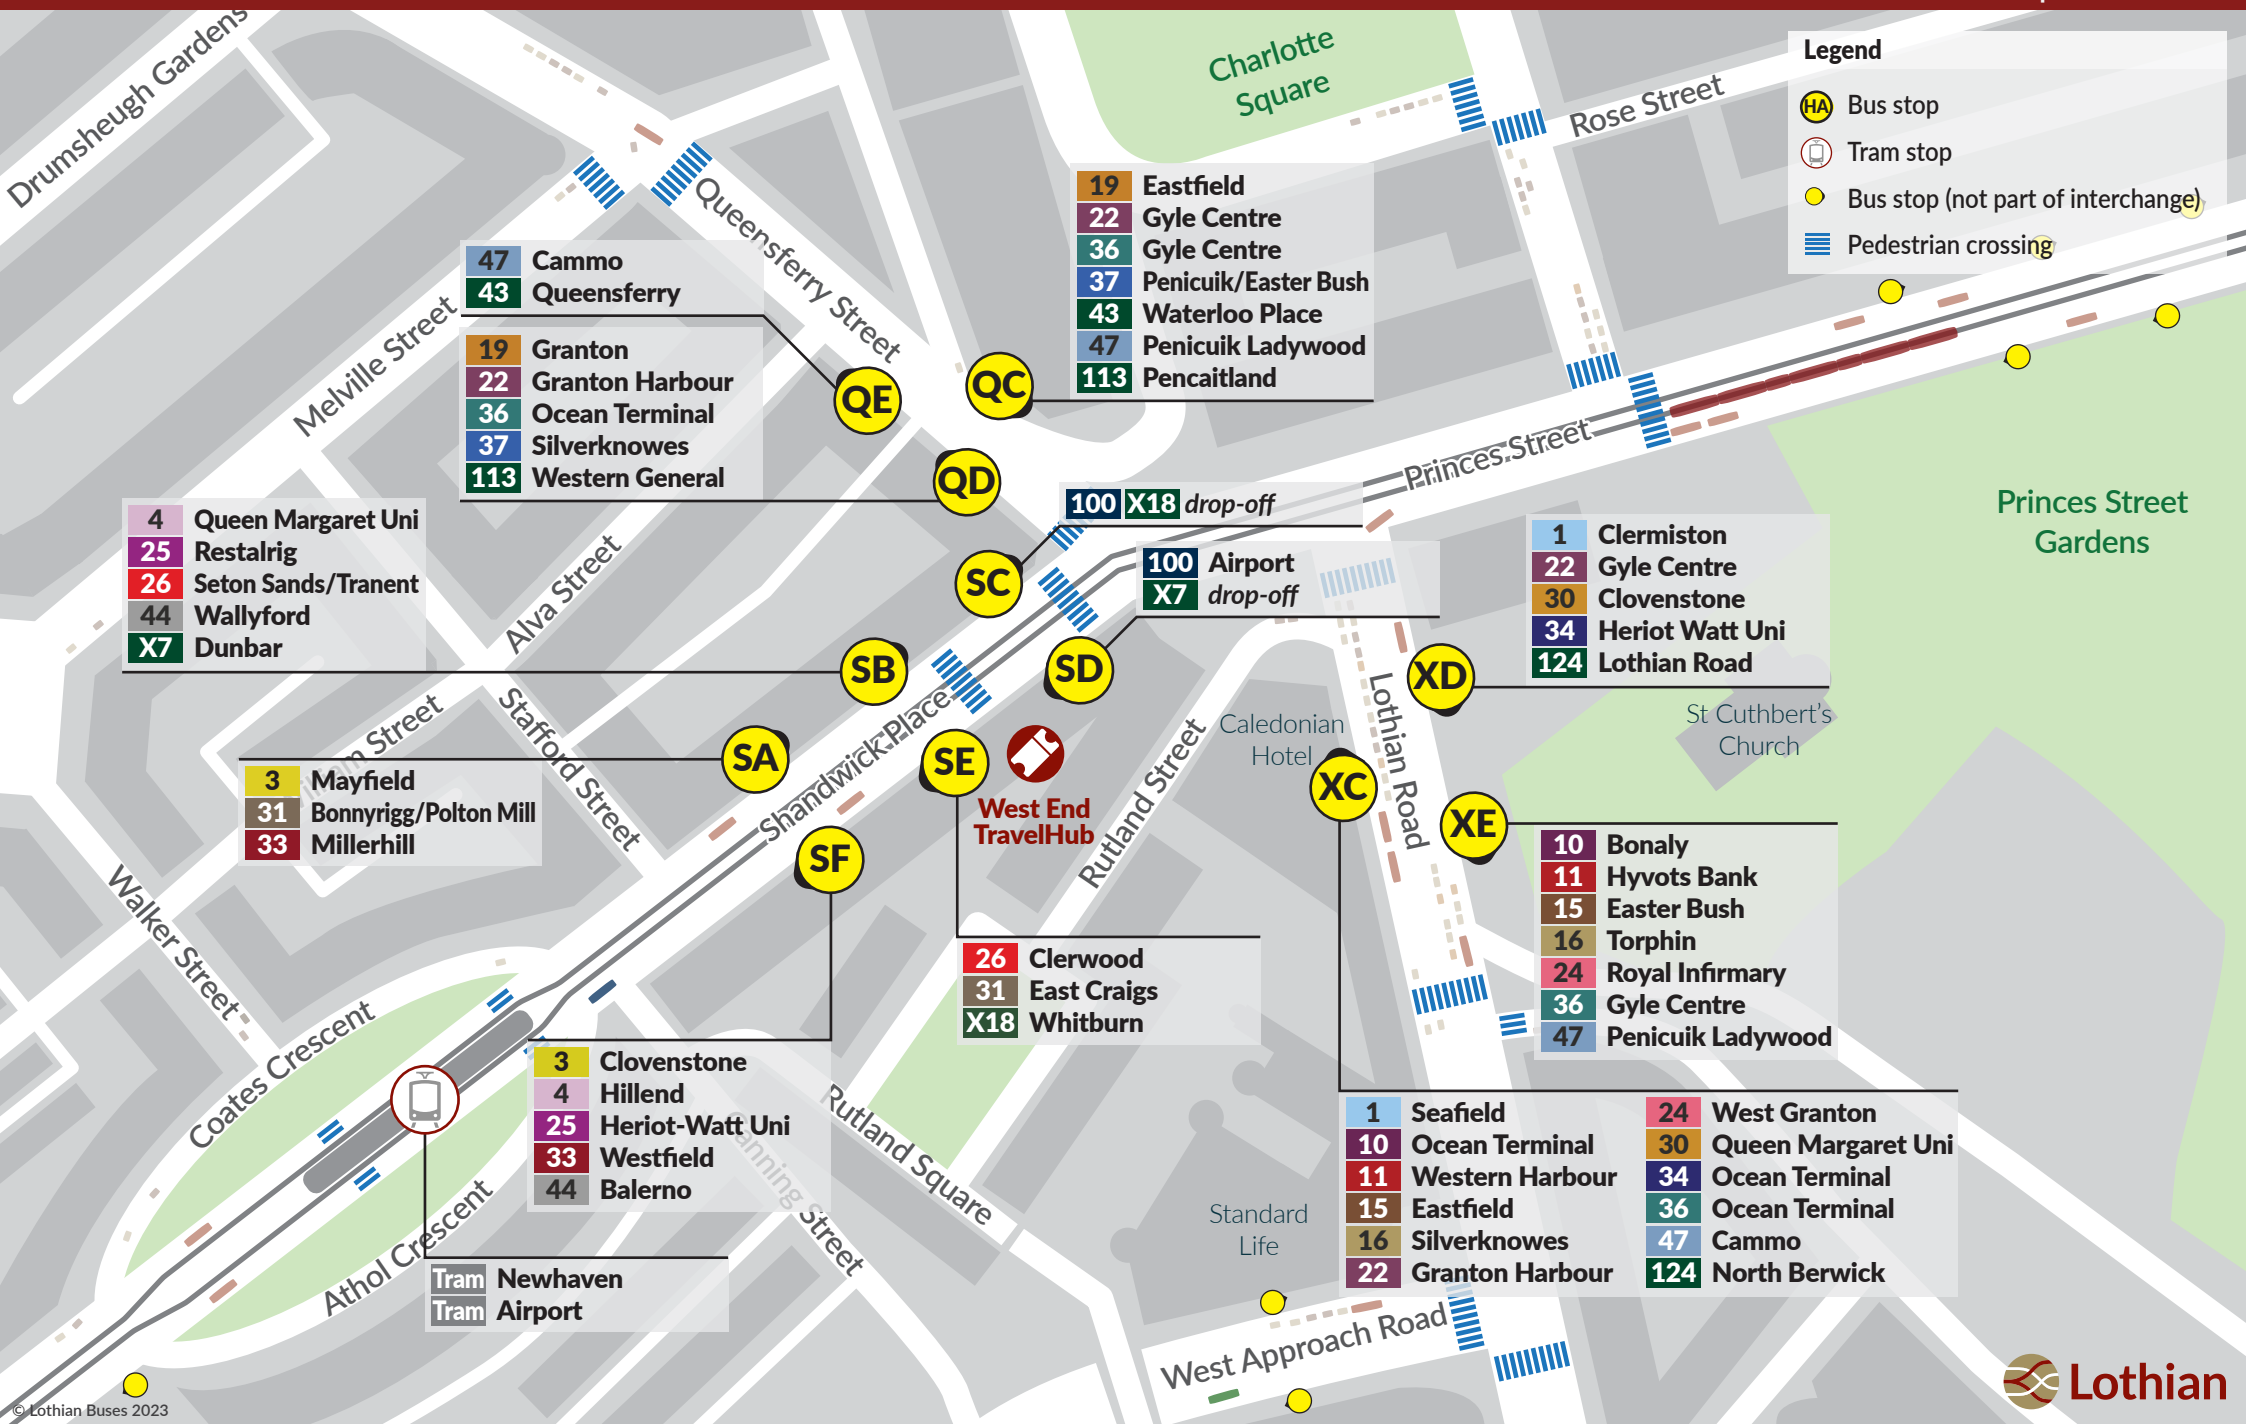 Legend
HA Bus stop
Tram stop
Bus stop (not part of interchange)
Pedestrian crossing
Drumsheugh Gardens
Charlotte
Square
Rose Street
Queensferry Street
Melville Street
47 Cammo
43 Queensferry
QE
19 Eastfield
22 Gyle Centre
36 Gyle Centre
37 Penicuik/Easter Bush
43 Waterloo Place
47 Penicuik Ladywood
113 Pencaitland
QC
19 Granton
22 Granton Harbour
36 Ocean Terminal
37 Silverknowes
113 Western General
QD
Princes Street
Princes Street
Gardens
4 Queen Margaret Uni
25 Restalrig
26 Seton Sands/Tranent
44 Wallyford
X7 Dunbar
SB
Alva Street
100 X18 drop-off
SC
100 Airport
X7 drop-off
SD
1 Clermiston
22 Gyle Centre
30 Clovenstone
34 Heriot Watt Uni
124 Lothian Road
XD
St Cuthbert's
Church
Caledonian
Hotel
Lothian Road
Street
Stafford Street
Shandwick Place
3 Mayfield
31 Bonnyrigg/Polton Mill
33 Millerhill
SA
SE
West End
TravelHub
Rutland Street
XC
XE
10 Bonaly
11 Hyvots Bank
15 Easter Bush
16 Torphin
24 Royal Infirmary
36 Gyle Centre
47 Penicuik Ladywood
SF
Walker Street
26 Clerwood
31 East Craigs
X18 Whitburn
Coates Crescent
3 Clovenstone
4 Hillend
25 Heriot-Watt Uni
33 Westfield
44 Balerno
Rutland Square
Canning Street
Athol Crescent
Tram Newhaven
Tram Airport
Standard
Life
1 Seafield
10 Ocean Terminal
11 Western Harbour
15 Eastfield
16 Silverknowes
22 Granton Harbour
24 West Granton
30 Queen Margaret Uni
34 Ocean Terminal
36 Ocean Terminal
47 Cammo
124 North Berwick
West Approach Road
© Lothian Buses 2023
Lothian